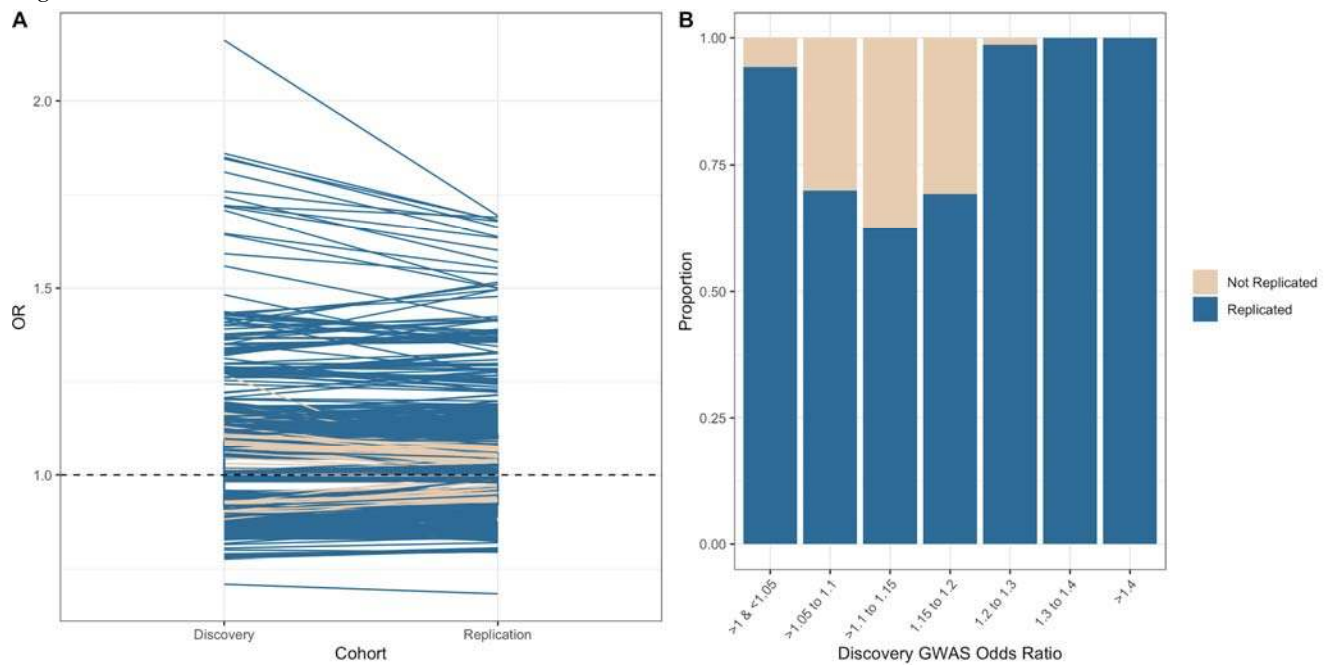 A
OR
2.0
1.5
1.0
Discovery
Replication
Cohort
B
Proportion
1.00
0.75
0.50
0.25
0.00
>1 & <1.05
>1.05 to 1.1
>1.1 to 1.15
1.15 to 1.2
1.2 to 1.3
1.3 to 1.4
>1.4
Discovery GWAS Odds Ratio
Not Replicated
Replicated